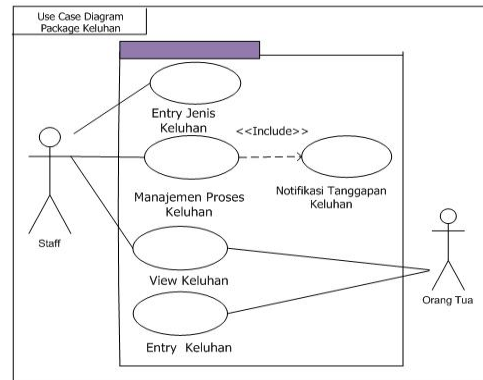 Use Case Diagram
Package Keluhan
Entry Jenis
Keluhan
<<Include>>
Manajemen Proses
Keluhan
Notifikasi Tanggapan
Keluhan
Staff
View Keluhan
Orang Tua
Entry Keluhan